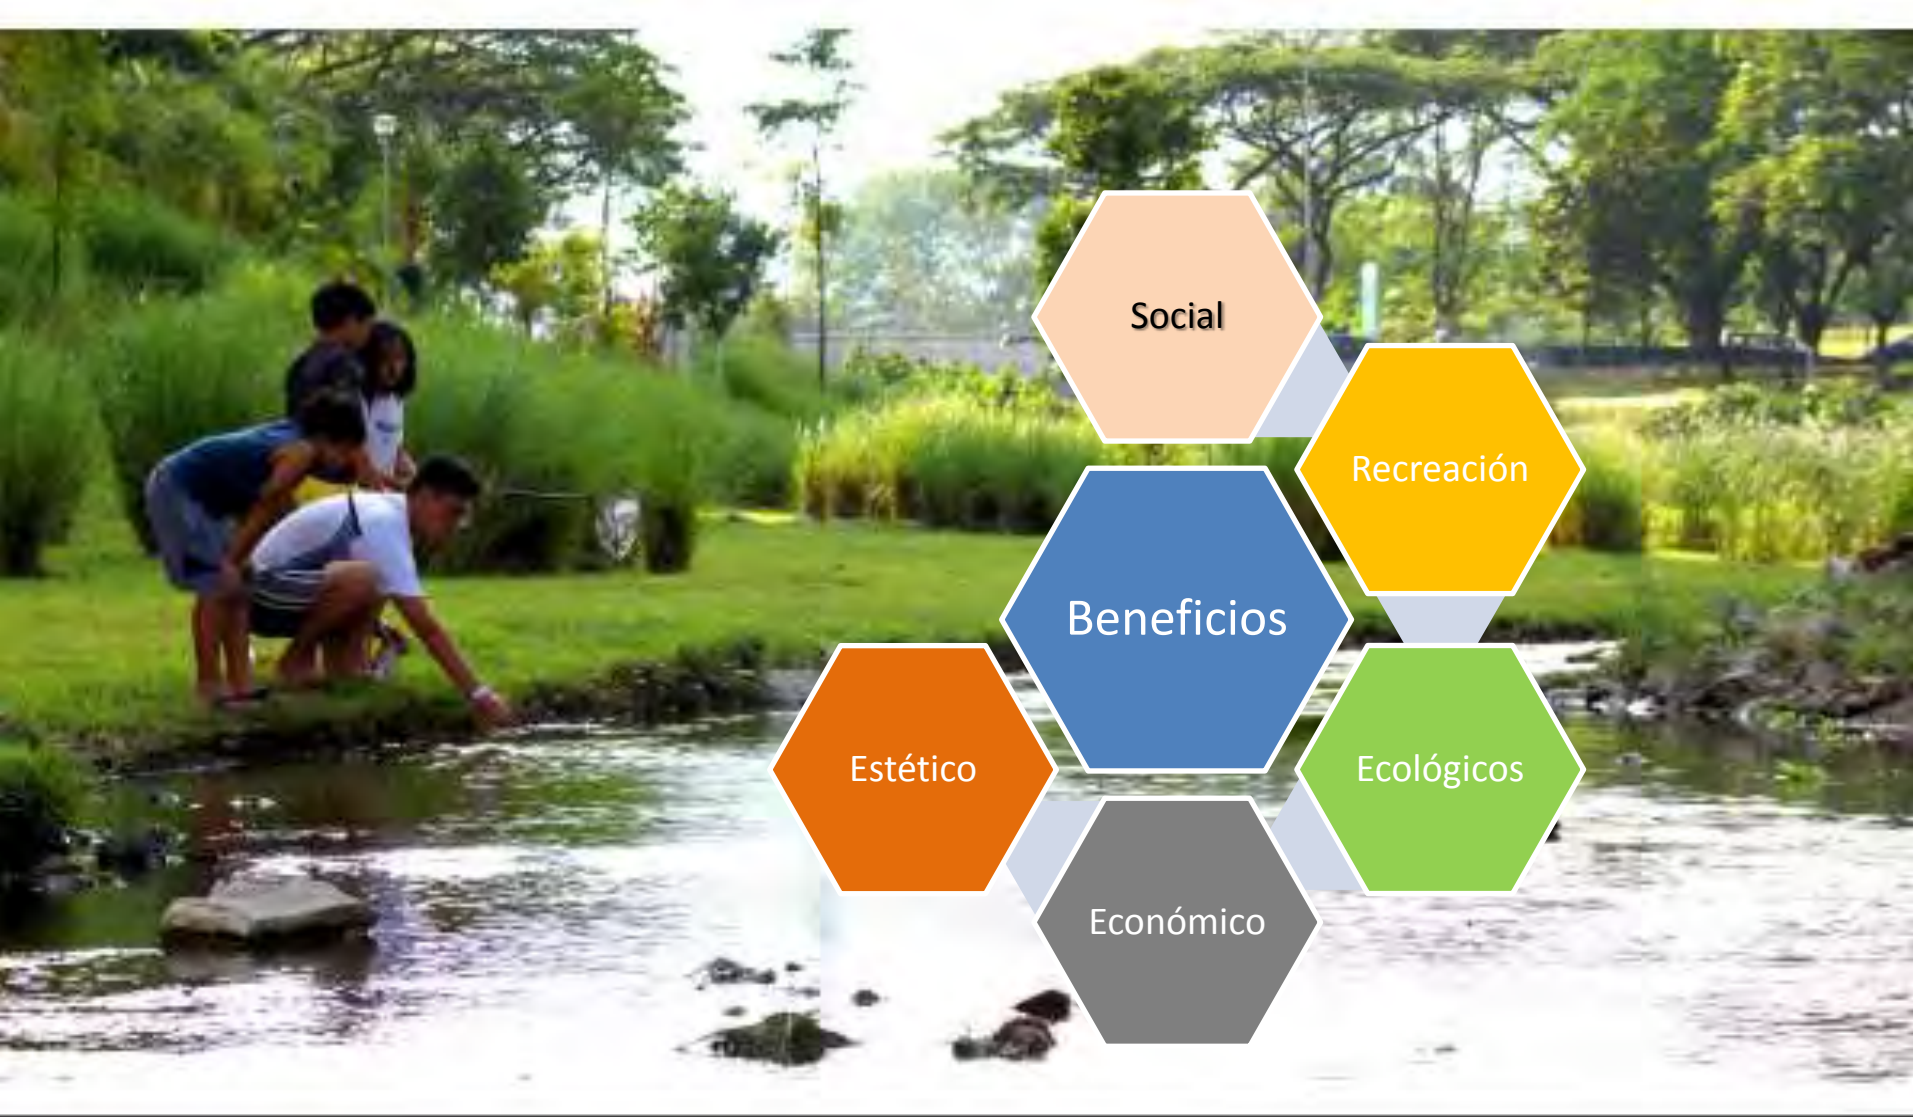 Social
Recreación
Beneficios
Estético
Ecológicos
Económico